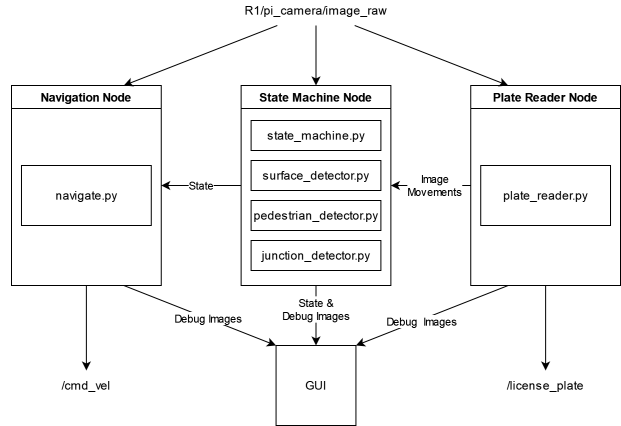 R1/pi_camera/image_raw
Navigation Node
State Machine Node
Plate Reader Node
state_machine.py
surface_detector.py
pedestrian_detector.py
junction_detector.py
navigate.py
plate_reader.py
State
Image
Movements
State &
Debug Images
Debug Images
Debug Images
/cmd_vel
GUI
/license_plate